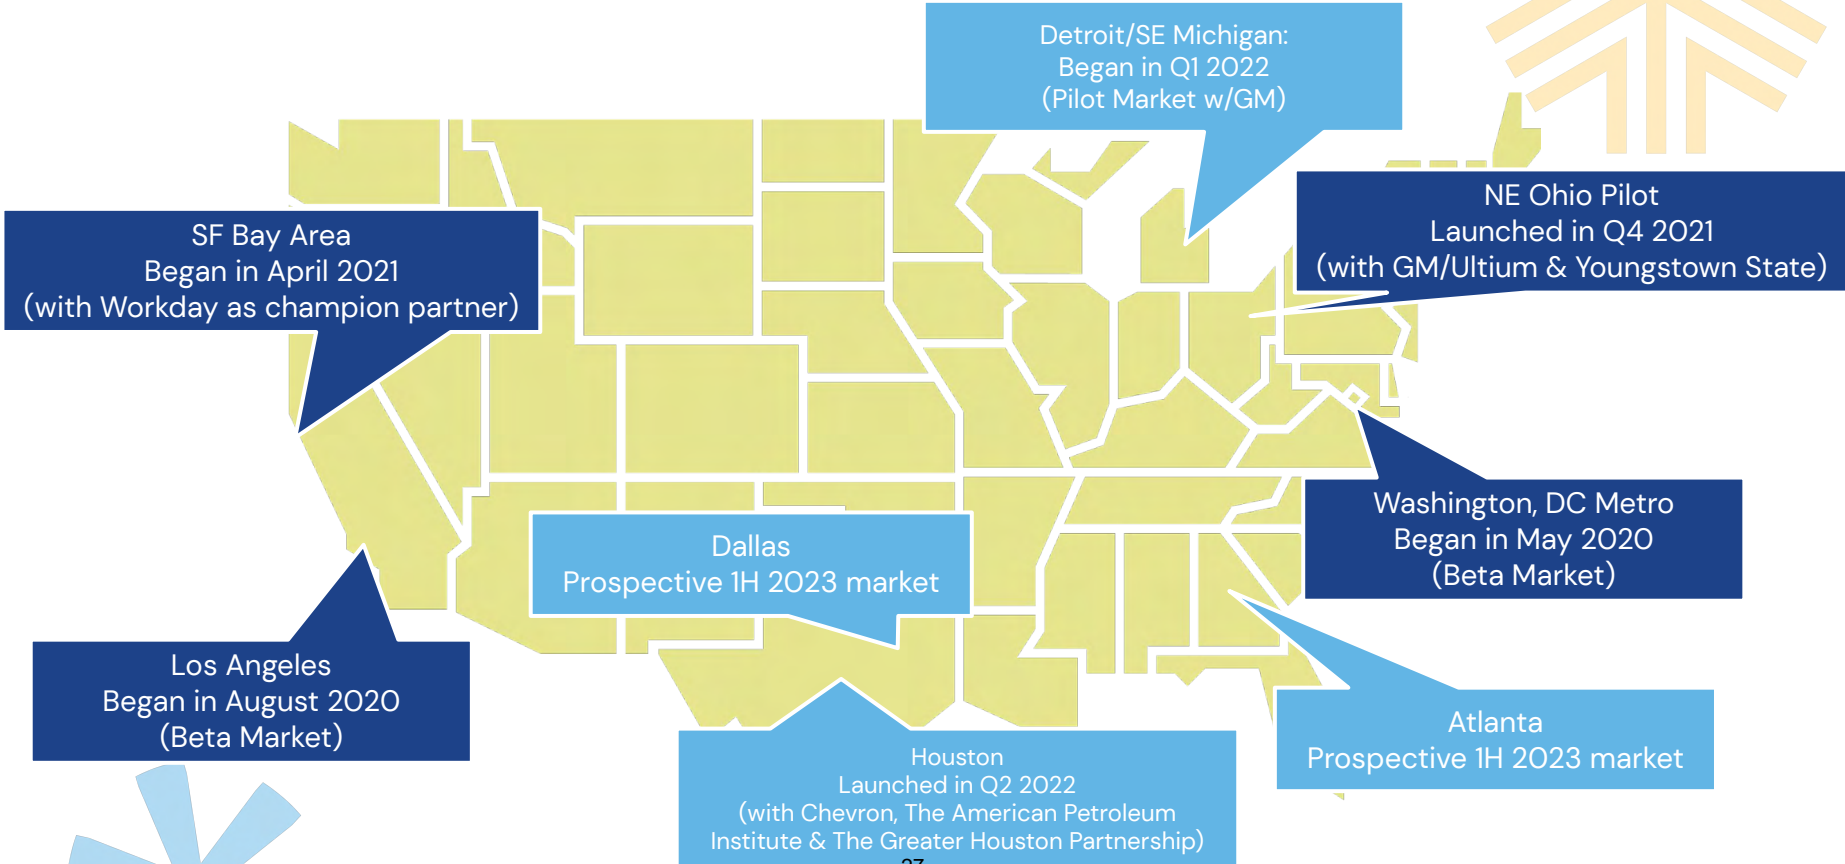 Detroit/SE Michigan:
Began in Q1 2022
(Pilot Market w/GM)
NE Ohio Pilot
Launched in Q4 2021
(with GM/Ultium & Youngstown State)
SF Bay Area
Began in April 2021
(with Workday as champion partner)
Washington, DC Metro
Began in May 2020
(Beta Market)
Dallas
Prospective 1H 2023 market
Los Angeles
Began in August 2020
(Beta Market)
Atlanta
Prospective 1H 2023 market
Houston
Launched in Q2 2022
(with Chevron, The American Petroleum
Institute & The Greater Houston Partnership)